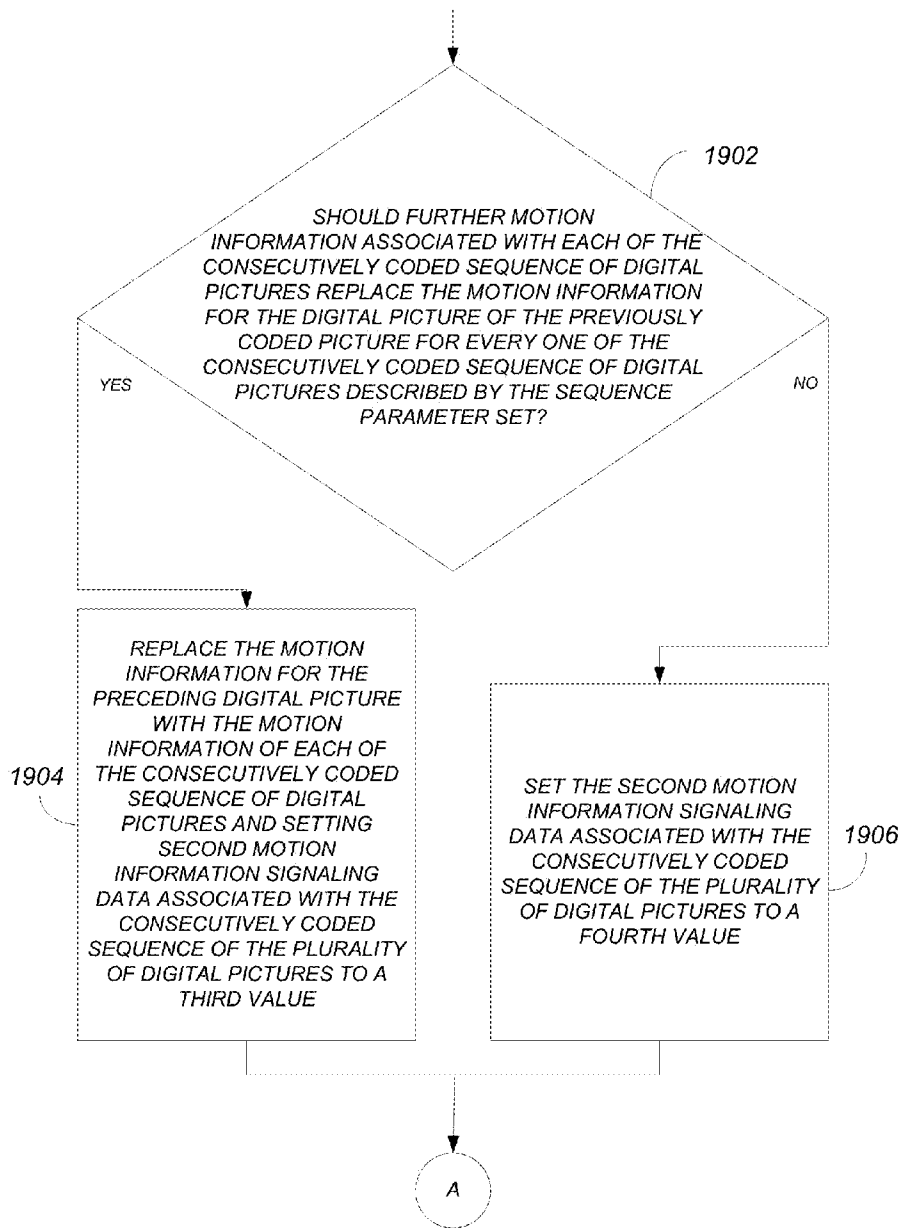 1902
SHOULD FURTHER MOTION
INFORMATION ASSOCIATED WITH EACH OF THE
CONSECUTIVELY CODED SEQUENCE OF DIGITAL
PICTURES REPLACE THE MOTION INFORMATION
FOR THE DIGITAL PICTURE OF THE PREVIOUSLY
CODED PICTURE FOR EVERY ONE OF THE
CONSECUTIVELY CODED SEQUENCE OF DIGITAL
PICTURES DESCRIBED BY THE SEQUENCE
PARAMETER SET?
YES
NO
REPLACE THE MOTION
INFORMATION FOR THE
PRECEDING DIGITAL PICTURE
WITH THE MOTION
INFORMATION OF EACH OF
THE CONSECUTIVELY CODED
SEQUENCE OF DIGITAL
PICTURES AND SETTING
SECOND MOTION
INFORMATION SIGNALING
DATA ASSOCIATED WITH THE
CONSECUTIVELY CODED
SEQUENCE OF THE PLURALITY
OF DIGITAL PICTURES TO A
THIRD VALUE
1904
SET THE SECOND MOTION
INFORMATION SIGNALING
DATA ASSOCIATED WITH THE
CONSECUTIVELY CODED
SEQUENCE OF THE PLURALITY
OF DIGITAL PICTURES TO A
FOURTH VALUE
1906
A